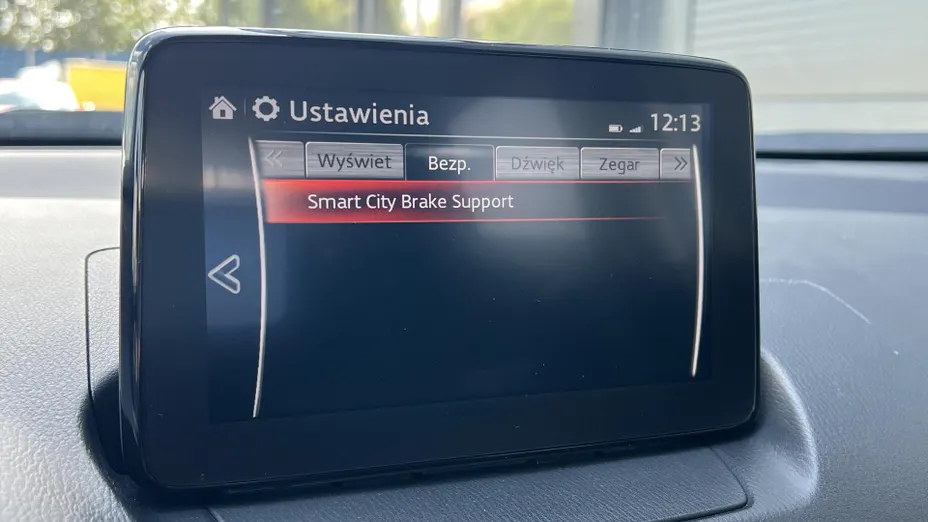 Ustawienia 12:13
« Wyświet Bezp. Dźwięk Zegar »
Smart City Brake Support